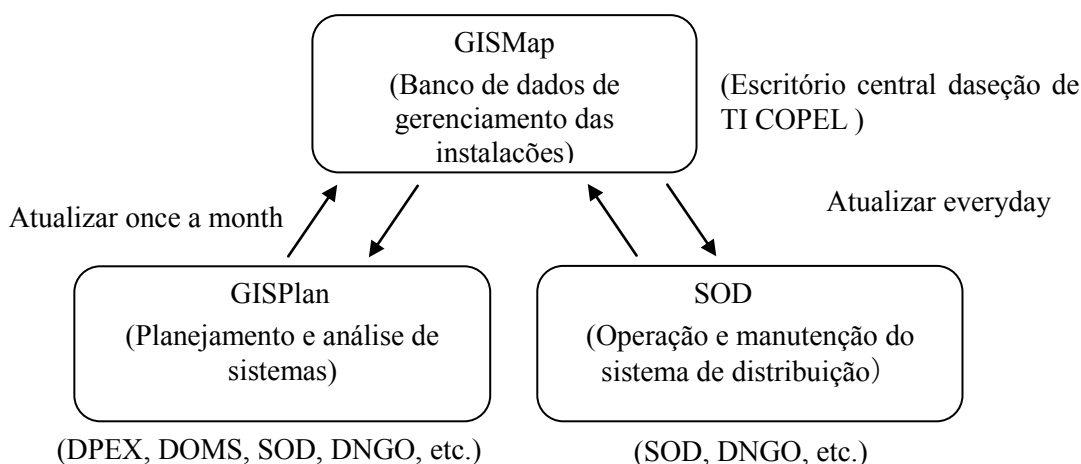 GISMap
(Banco de dados de
gerenciamento das
instalacões)
(Escritório central daseção de
TI COPEL )
Atualizar once a month
Atualizar everyday
GISPlan
(Planejamento e análise de
sistemas)
SOD
(Operação e manutenção do
sistema de distribuição）
(DPEX, DOMS, SOD, DNGO, etc.)
(SOD, DNGO, etc.)